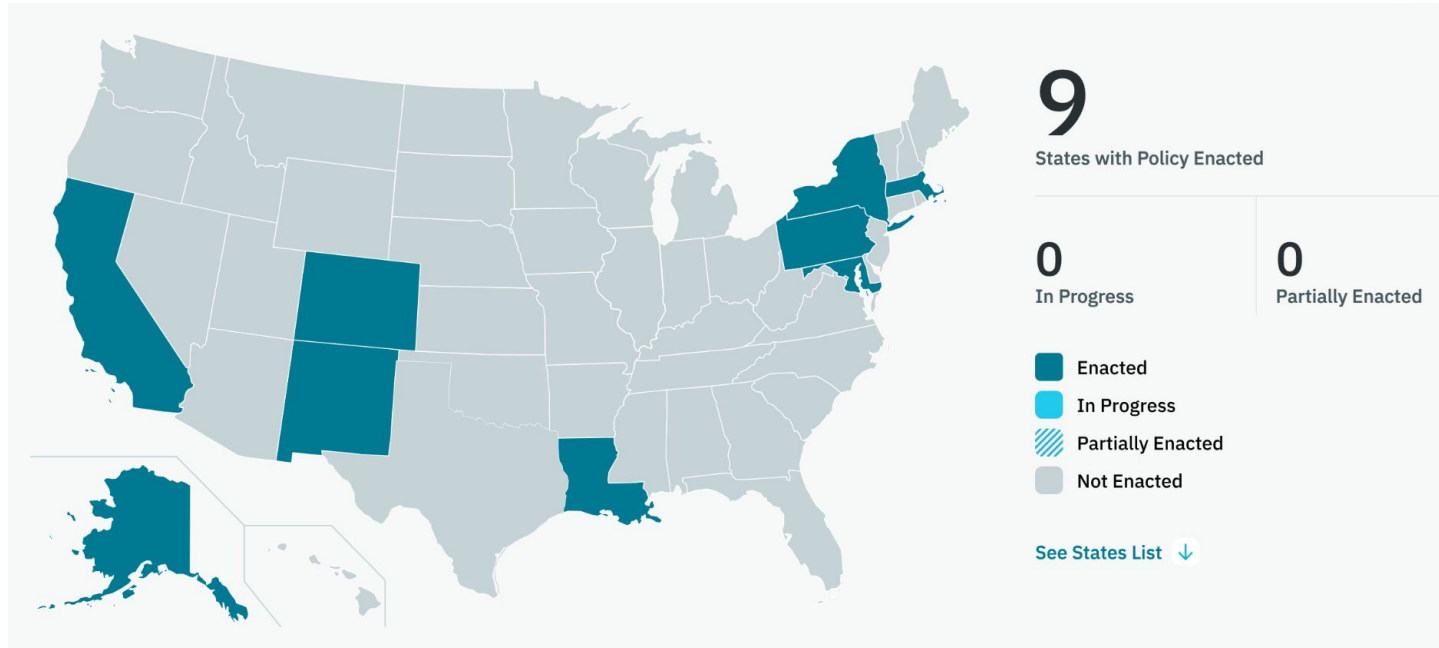 9
States with Policy Enacted
0
In Progress
0
Partially Enacted
Enacted
In Progress
Partially Enacted
Not Enacted
See States List